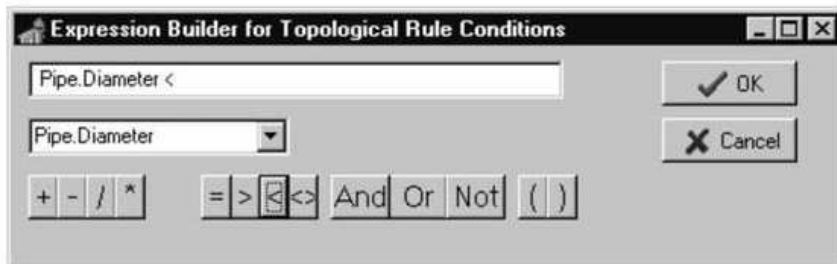 Expression Builder for Topological Rule Conditions
Pipe.Diameter <
OK
Pipe.Diameter
Cancel
+ - / * = > < <> And Or Not ( )